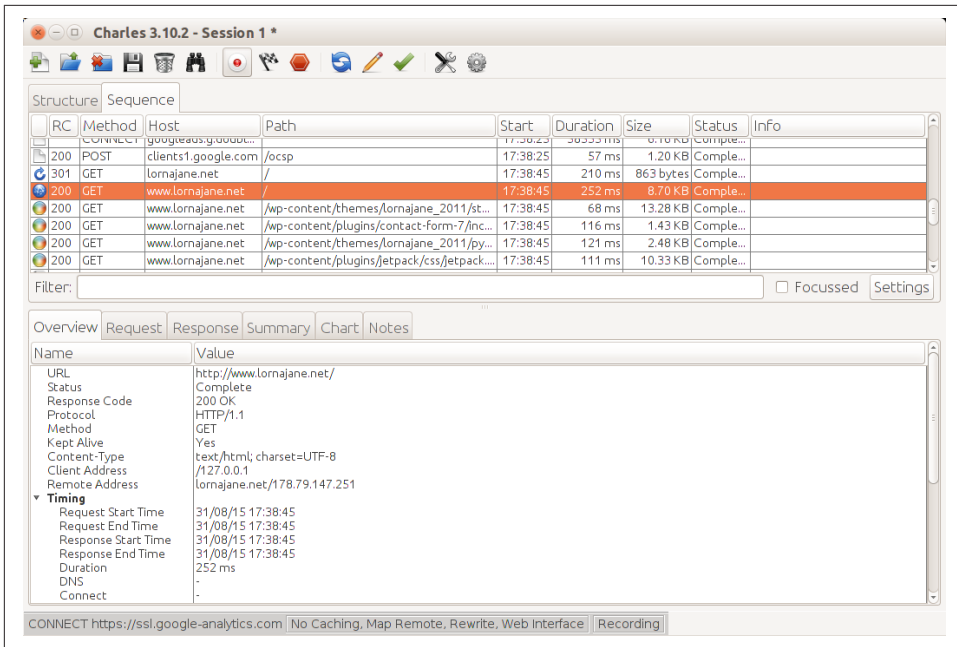 Charles 3.10.2 - Session 1 *
Structure Sequence
RC Method Host Path Start Duration Size Status Info
CONNECT googleads.g.doubl... 17:38:25 Comple...
200 POST clients1.google.com /ocsp 17:38:25 57 ms 1.20 KB Comple...
301 GET lornajane.net / 17:38:45 210 ms 863 bytes Comple...
200 GET www.lornajane.net / 17:38:45 252 ms 8.70 KB Comple...
200 GET www.lornajane.net /wp-content/themes/lornajane_2011/st... 17:38:45 68 ms 13.28 KB Comple...
200 GET www.lornajane.net /wp-content/plugins/contact-form-7/inc... 17:38:45 116 ms 1.43 KB Comple...
200 GET www.lornajane.net /wp-content/themes/lornajane_2011/py... 17:38:45 121 ms 2.48 KB Comple...
200 GET www.lornajane.net /wp-content/plugins/jetpack/css/jetpack.... 17:38:45 111 ms 10.33 KB Comple...
Filter: Focussed Settings
Overview Request Response Summary Chart Notes
Name Value
URL http://www.lornajane.net/
Status Complete
Response Code 200 OK
Protocol HTTP/1.1
Method GET
Kept Alive Yes
Content-Type text/html; charset=UTF-8
Client Address /127.0.0.1
Remote Address lornajane.net/178.79.147.251
Timing
Request Start Time 31/08/15 17:38:45
Request End Time 31/08/15 17:38:45
Response Start Time 31/08/15 17:38:45
Response End Time 31/08/15 17:38:45
Duration 252 ms
DNS -
Connect -
CONNECT https://ssl.google-analytics.com No Caching, Map Remote, Rewrite, Web Interface Recording